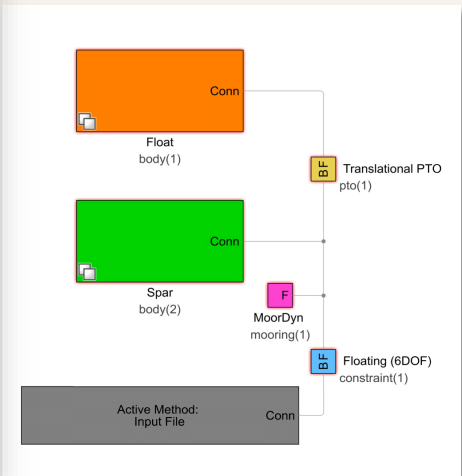 Conn
Float
body(1)
BF
Translational PTO
pto(1)
Conn
Spar
body(2)
F
MoorDyn
mooring(1)
BF
Floating (6DOF)
constraint(1)
Active Method:
Input File
Conn